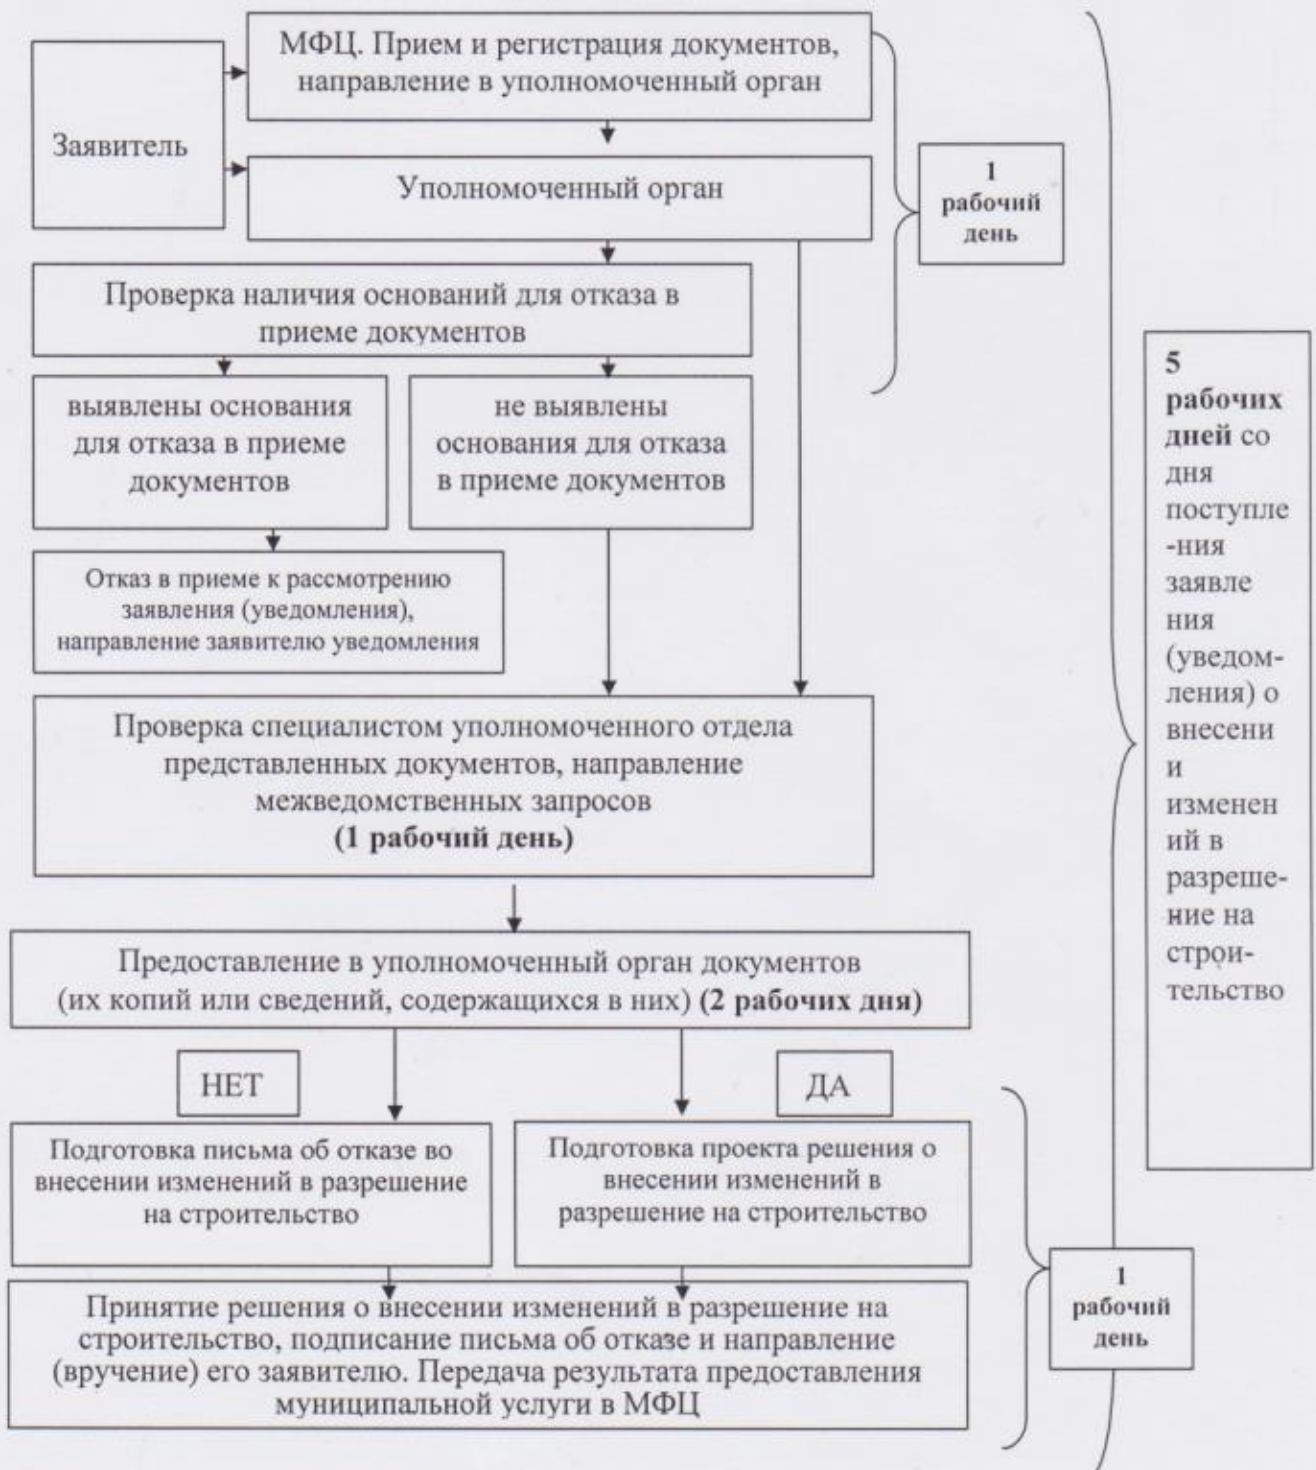 МФЦ. Прием и регистрация документов,
направление в уполномоченный орган
Заявитель
Уполномоченный орган
1
рабочий
день
Проверка наличия оснований для отказа в
приеме документов
выявлены основания
для отказа в приеме
документов
не выявлены
основания для отказа
в приеме документов
Отказ в приеме к рассмотрению
заявления (уведомления),
направление заявителю уведомления
Проверка специалистом уполномоченного отдела
представленных документов, направление
межведомственных запросов
(1 рабочий день)
5
рабочих
дней со
дня
поступле
-ния
заявле
ния
(уведом-
ления) о
внесени
и
изменен
ий в
разреше-
ние на
строи-
тельство
Предоставление в уполномоченный орган документов
(их копий или сведений, содержащихся в них) (2 рабочих дня)
НЕТ
ДА
Подготовка письма об отказе во
внесении изменений в разрешение
на строительство
Подготовка проекта решения о
внесении изменений в
разрешение на строительство
1
рабочий
день
Принятие решения о внесении изменений в разрешение на
строительство, подписание письма об отказе и направление
(вручение) его заявителю. Передача результата предоставления
муниципальной услуги в МФЦ